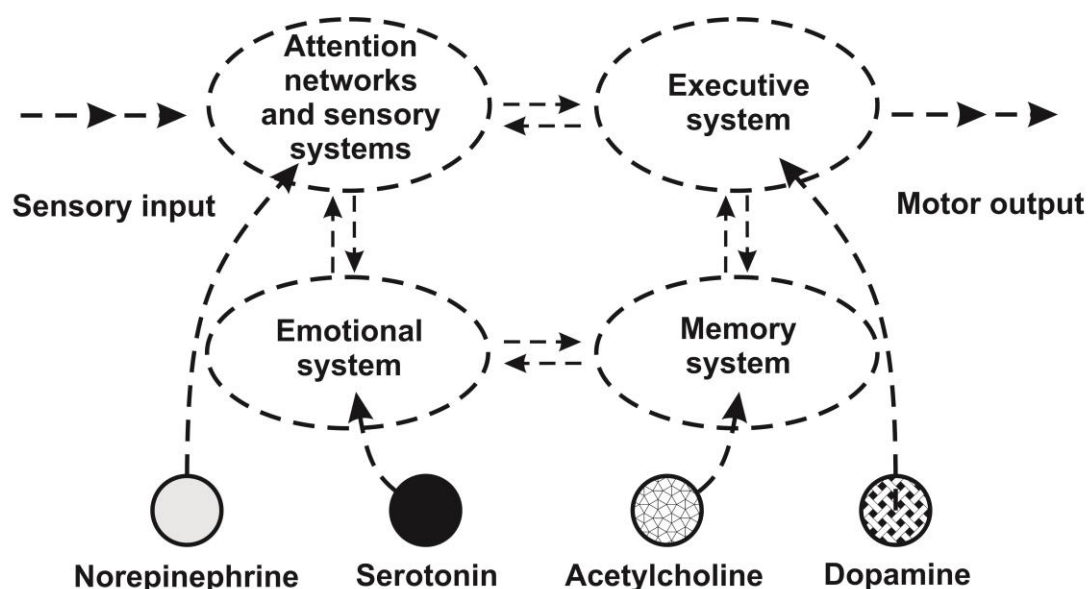 Attention
networks
and sensory
systems
Executive
system
Sensory input
Motor output
Emotional
system
Memory
system
Norepinephrine
Serotonin
Acetylcholine
Dopamine